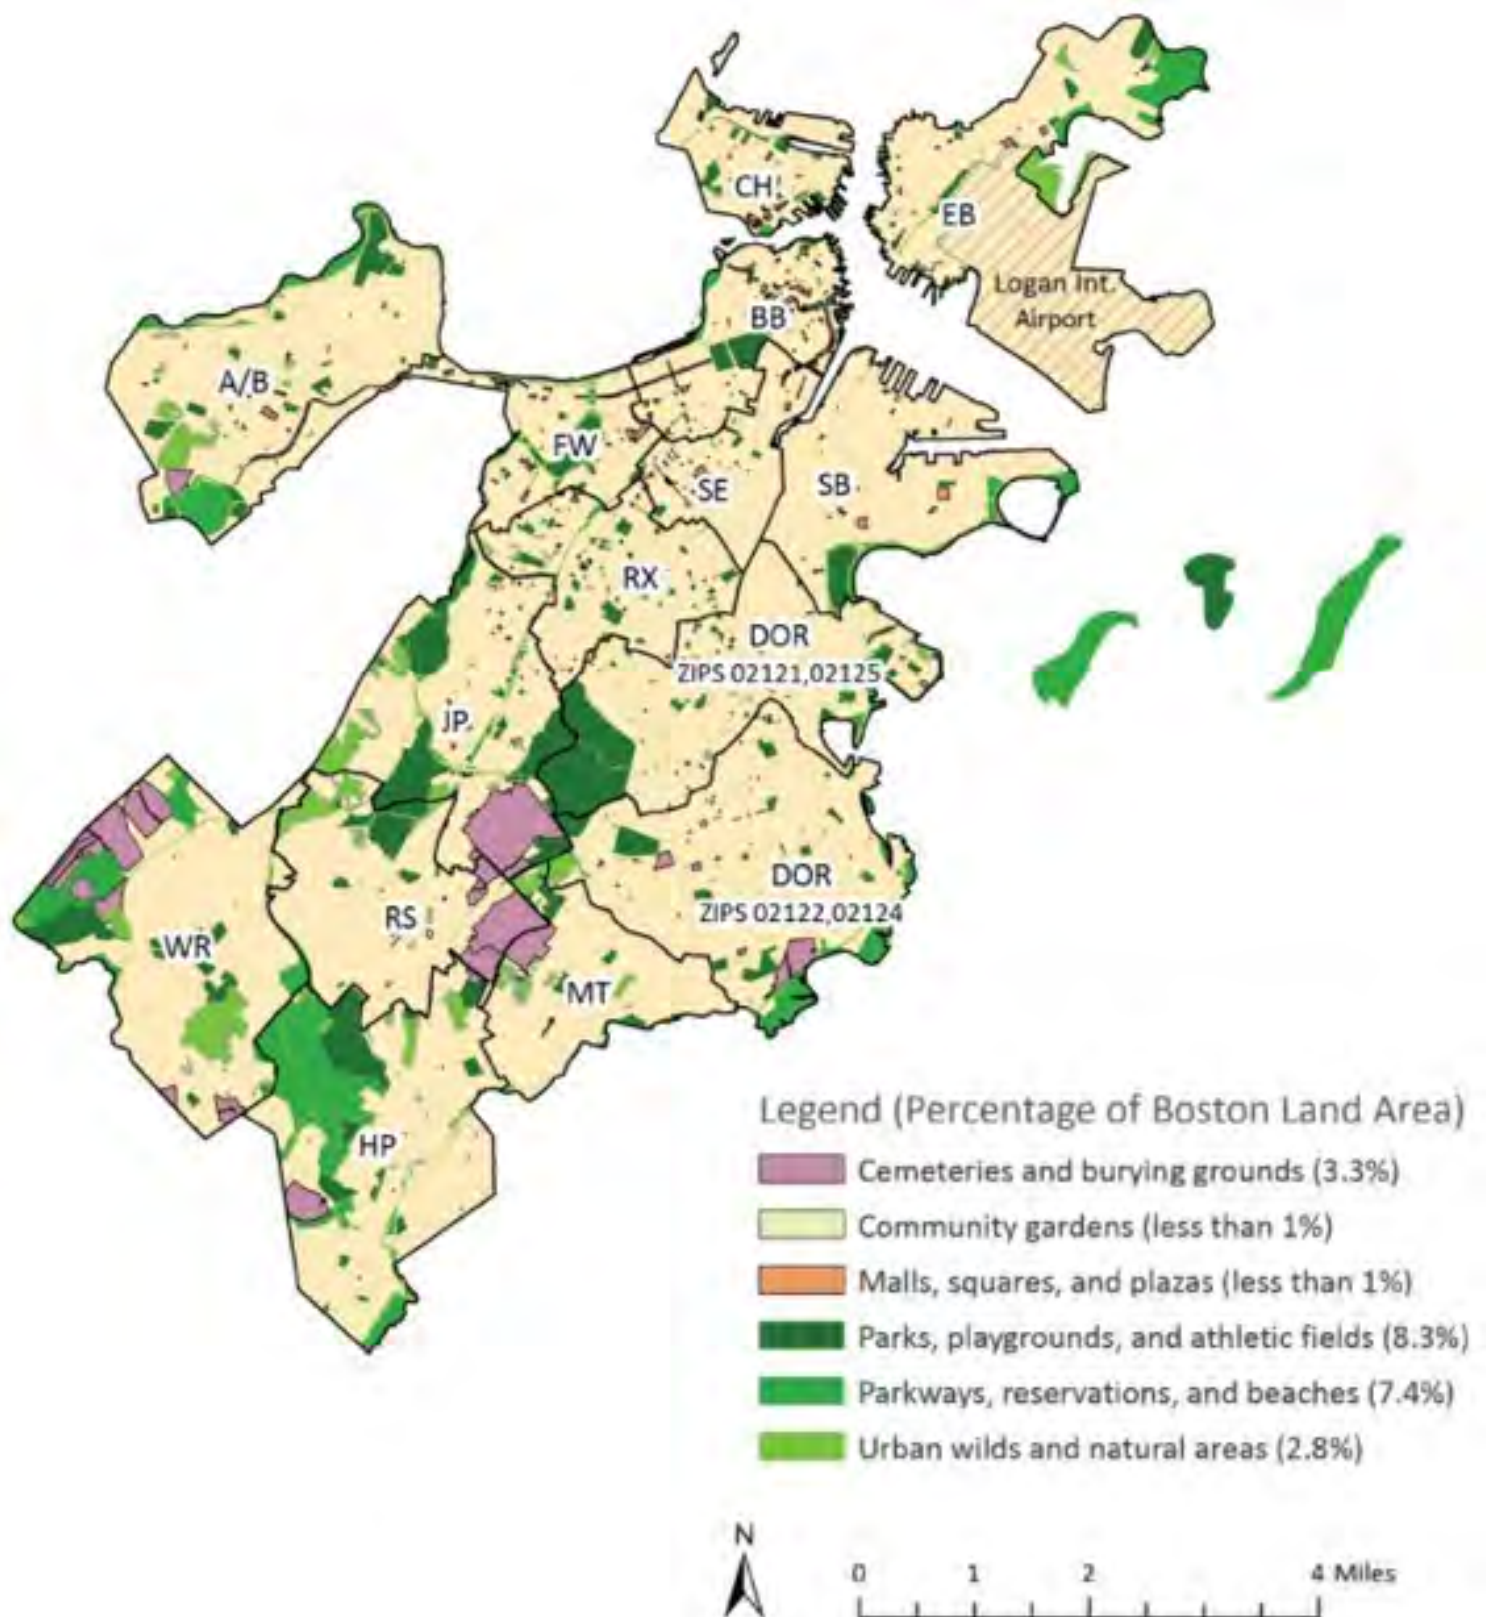 CH
EB
Logan Int.
Airport
BB
A/B
FW
SE
SB
RX
DOR
ZIPS 02121,02125
JP
DOR
ZIPS 02122,02124
RS
WR
MT
HP
Legend (Percentage of Boston Land Area)
Cemeteries and burying grounds (3.3%)
Community gardens (less than 1%)
Malls, squares, and plazas (less than 1%)
Parks, playgrounds, and athletic fields (8.3%)
Parkways, reservations, and beaches (7.4%)
Urban wilds and natural areas (2.8%)
N
0 1 2 4 Miles